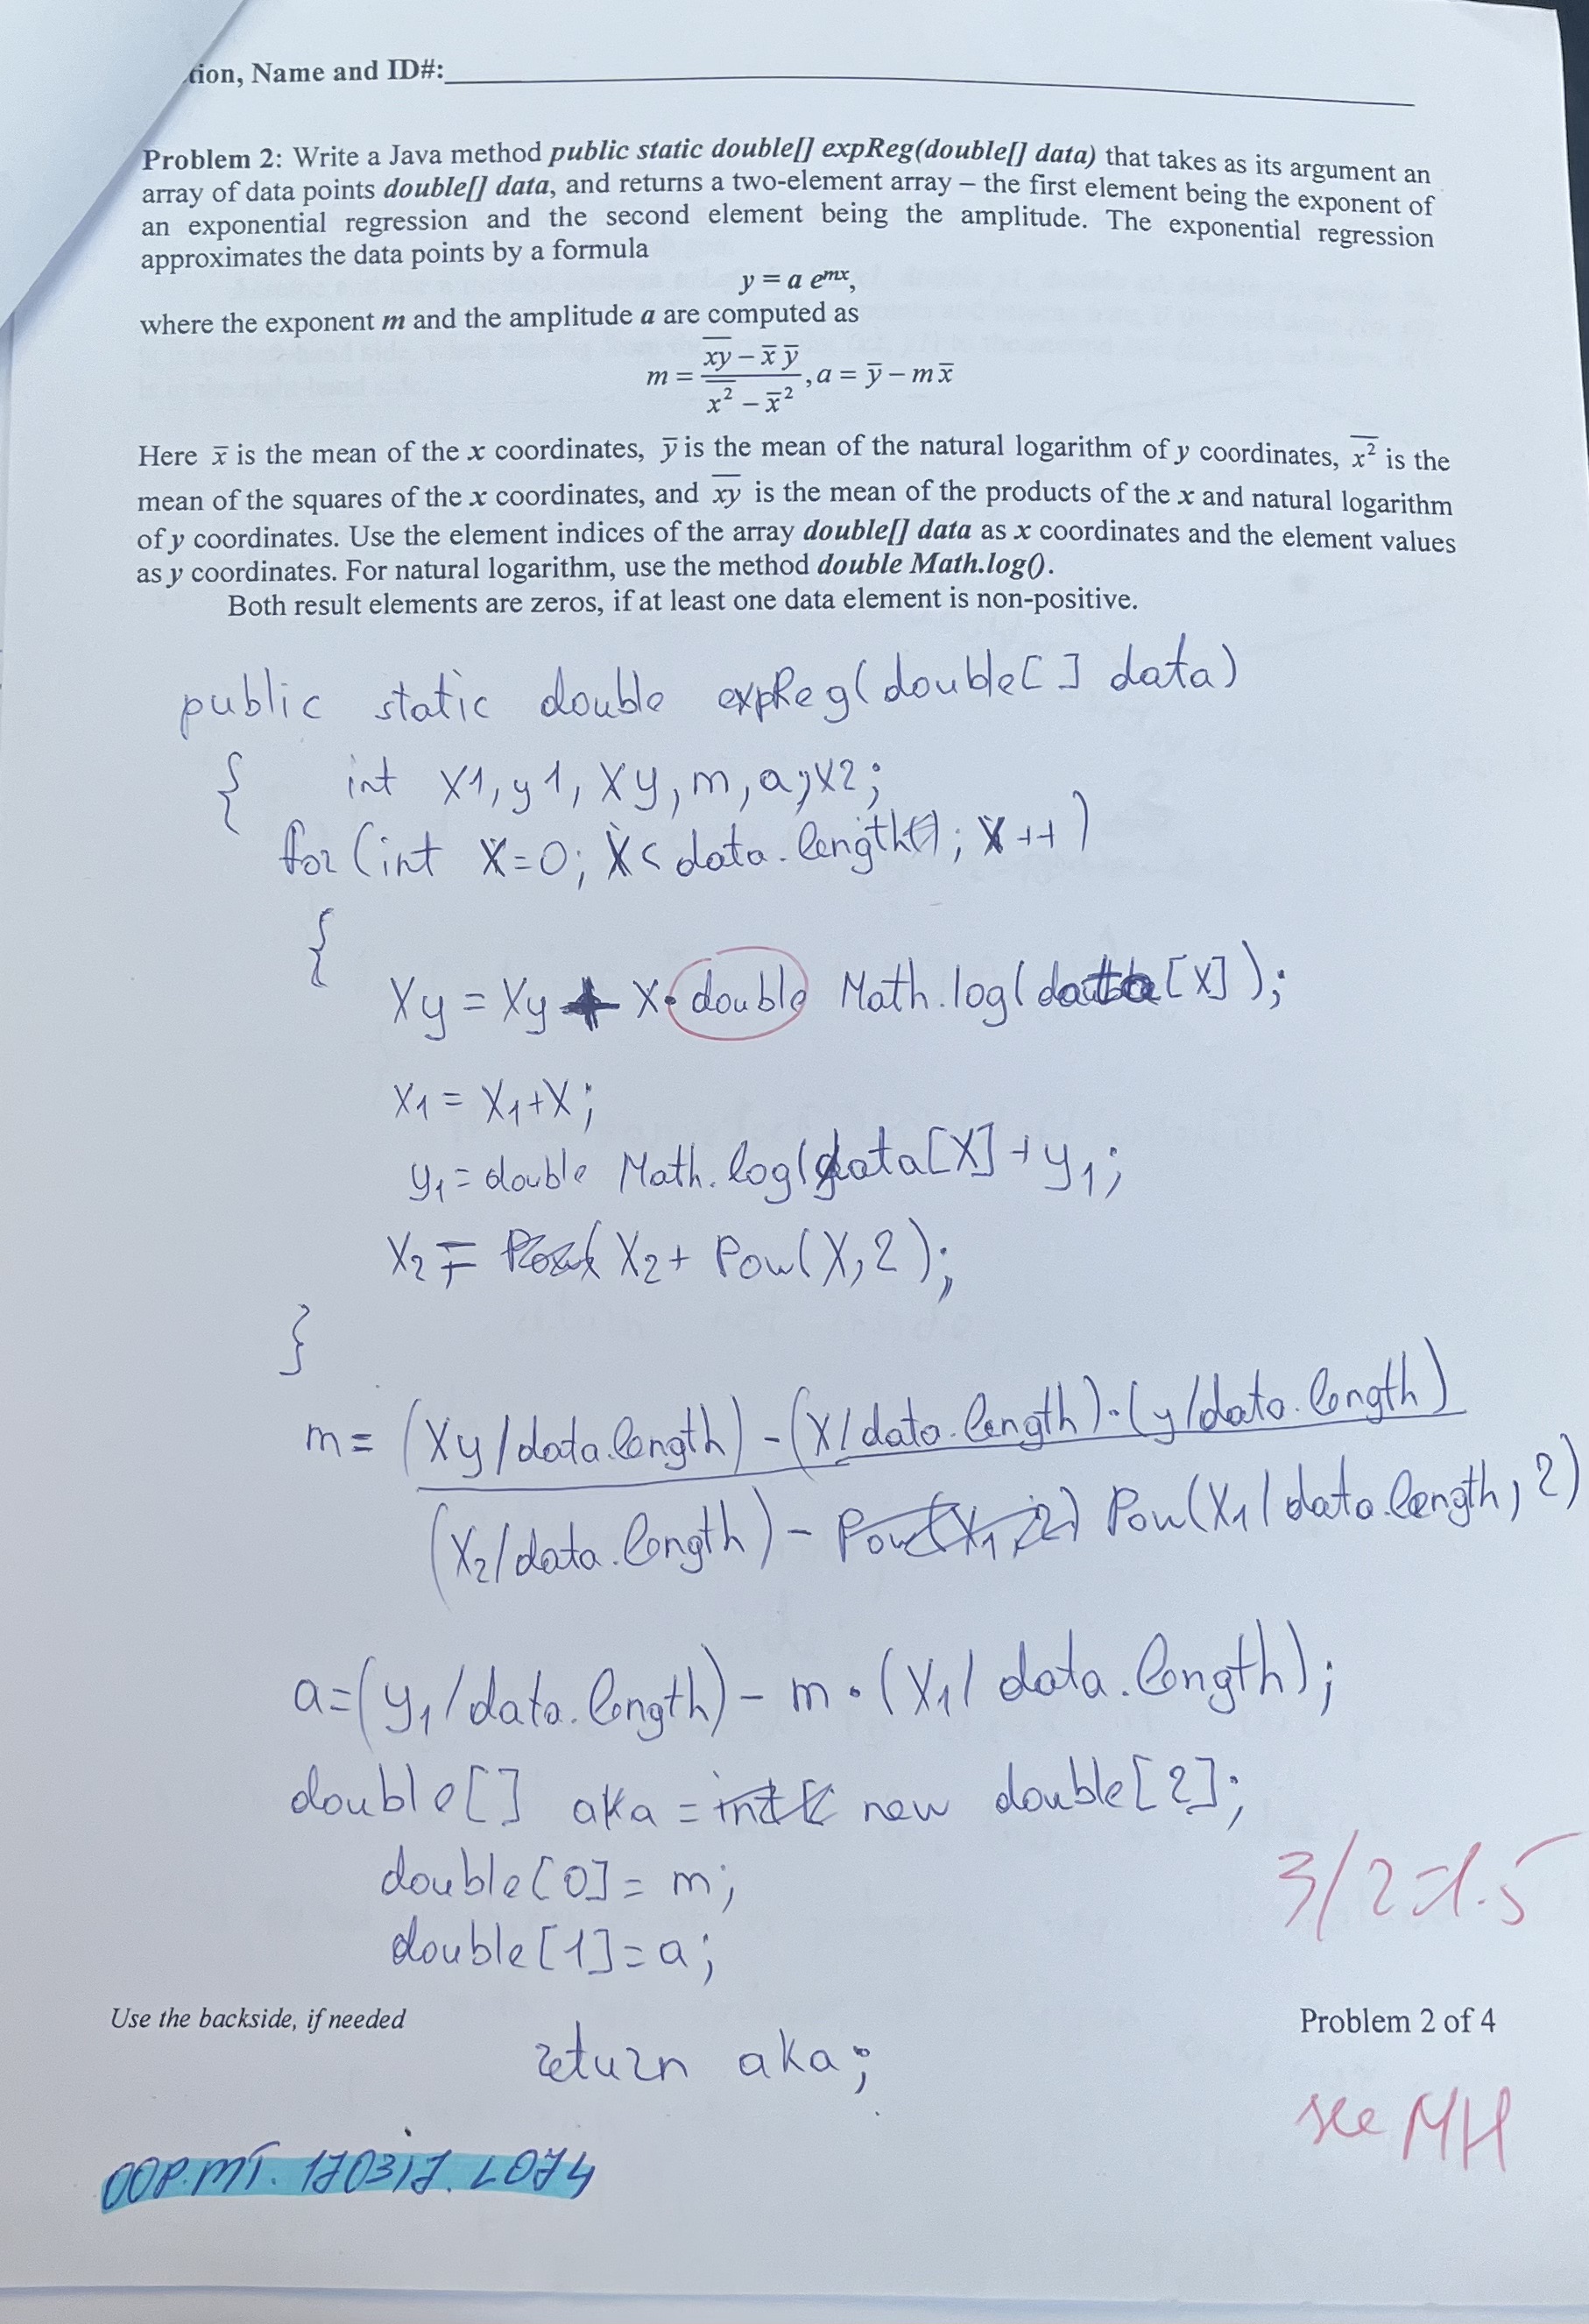 tion, Name and ID#:
Problem 2: Write a Java method public static double[] expReg(double[] data) that takes as its argument an
array of data points double[] data, and returns a two-element array – the first element being the exponent of
an exponential regression and the second element being the amplitude. The exponential regression
approximates the data points by a formula
y = a e^{mx},
where the exponent m and the amplitude a are computed as
m = \frac{\overline{xy} - \bar{x}\bar{y}}{\overline{x^2} - \bar{x}^2}, a = \bar{y} - m\bar{x}
Here x̄ is the mean of the x coordinates, ȳ is the mean of the natural logarithm of y coordinates, \overline{x^2} is the
mean of the squares of the x coordinates, and \overline{xy} is the mean of the products of the x and natural logarithm
of y coordinates. Use the element indices of the array double[] data as x coordinates and the element values
as y coordinates. For natural logarithm, use the method double Math.log().
Both result elements are zeros, if at least one data element is non-positive.
public static double expReg(double[] data)
{ int x1, y1, xy, m, a, x2;
for (int x=0; x< data.length(); x++)
{
xy = xy + x·double Math.log(data[x]);
x1 = x1+x;
y1 = double Math.log(data[x]+y1;
x2 = x2+ Pow(x,2);
}
m= (xy/data.length) - (x/data.length)·(y/data.length)
(x2/data.length) - Pow(x1/data.length, 2)
a=(y1/data.length) - m·(x1/data.length);
double[] aka = new double[2];
double[0]= m;
double[1]=a;
3/2=1.5
Use the backside, if needed
Problem 2 of 4
return aka;
see MH
OOP.MT.170317.L074